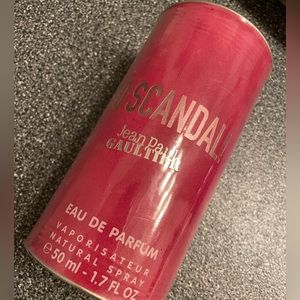 SCANDAL
Jean Paul
GAULTIER
EAU DE PARFUM
VAPORISATEUR
NATURAL SPRAY
℮ 50 ml - 1.7 FL OZ